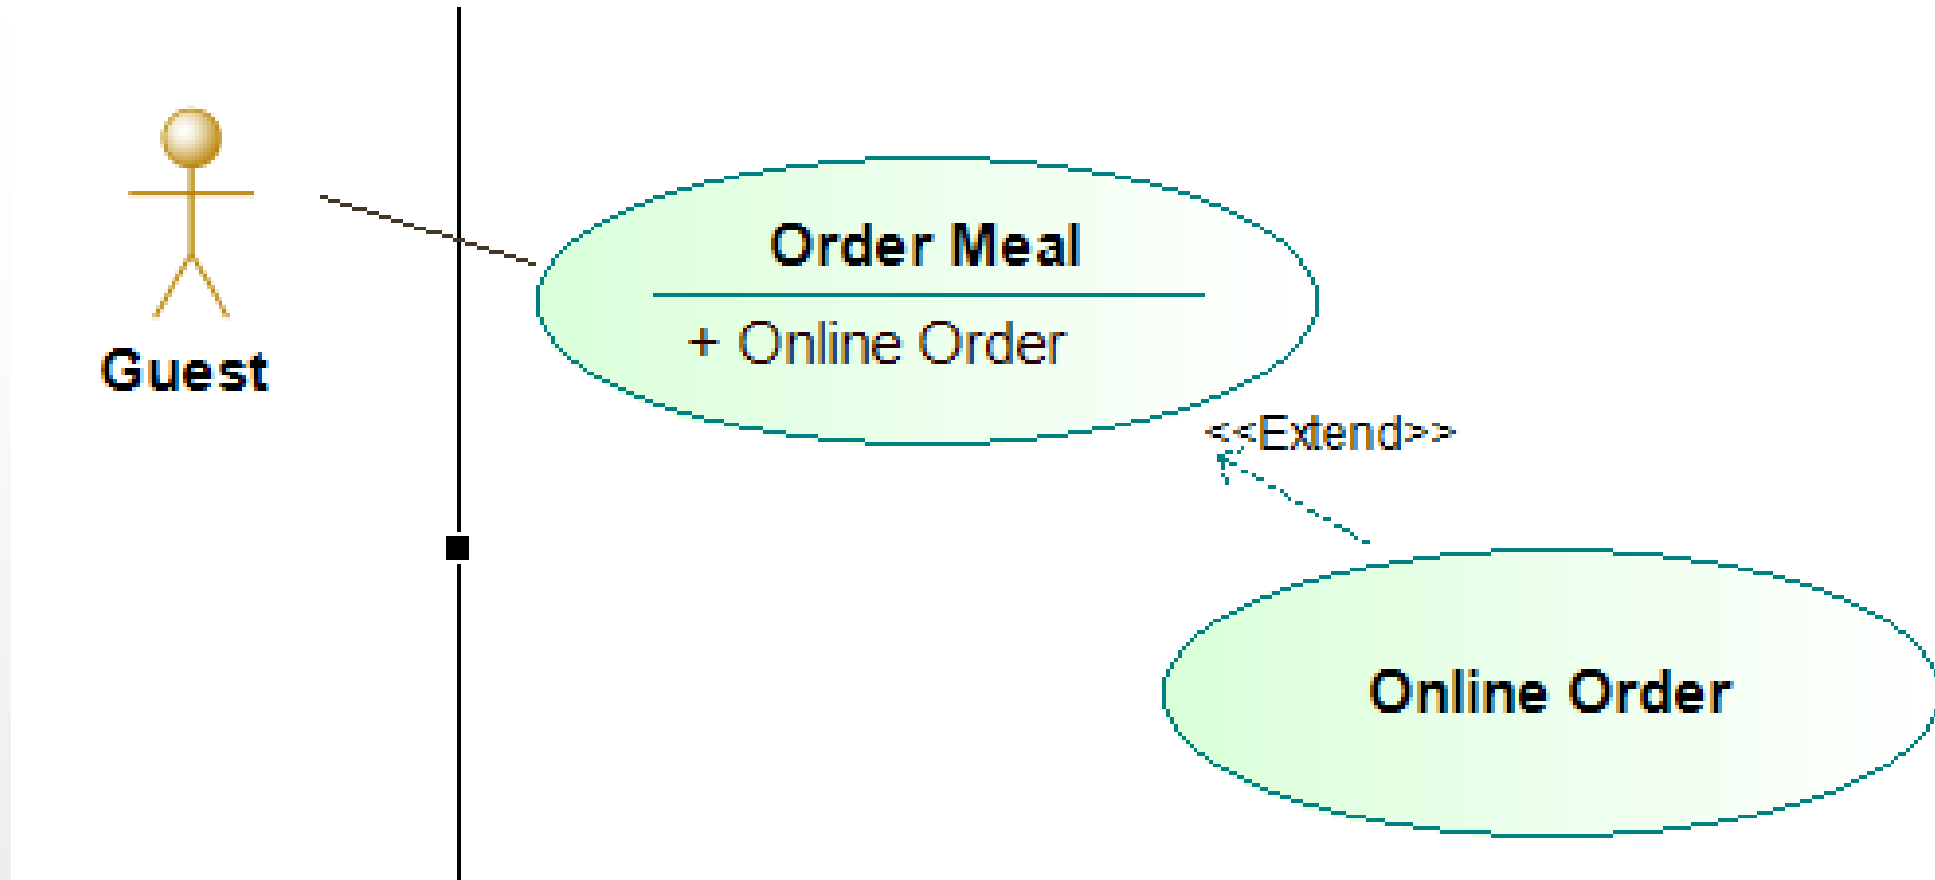 Order Meal
+ Online Order
Guest
<<Extend>>
Online Order